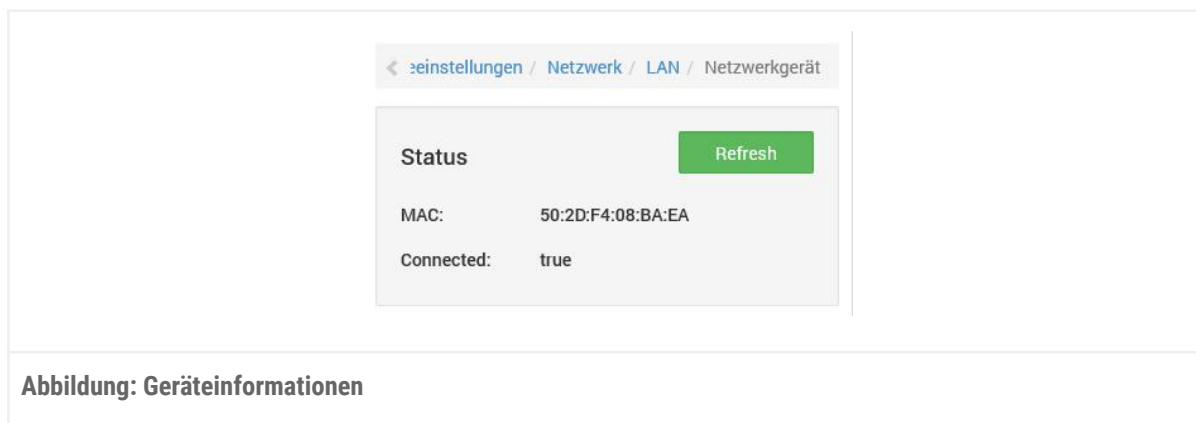 eeinstellungen / Netzwerk / LAN / Netzwerkgerät
Status
Refresh
MAC: 50:2D:F4:08:BA:EA
Connected: true
Abbildung: Geräteinformationen